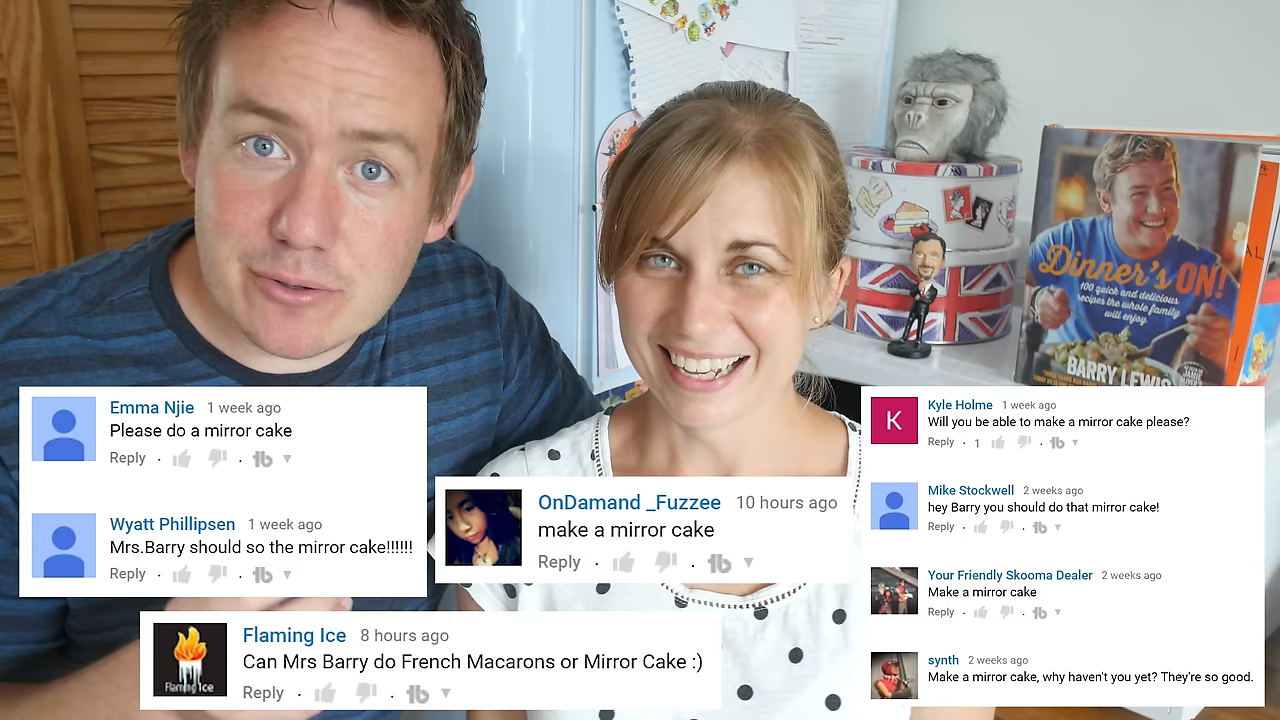 Dinner's ON!
100 quick and delicious
recipes the whole family
will enjoy
BARRY LEWIS
Emma Njie 1 week ago
Please do a mirror cake
Reply
Wyatt Phillipsen 1 week ago
Mrs.Barry should so the mirror cake!!!!!!
Reply
OnDamand _Fuzzee 10 hours ago
make a mirror cake
Reply
Flaming Ice
Flaming Ice 8 hours ago
Can Mrs Barry do French Macarons or Mirror Cake :)
Reply
K
Kyle Holme 1 week ago
Will you be able to make a mirror cake please?
Reply · 1
Mike Stockwell 2 weeks ago
hey Barry you should do that mirror cake!
Reply
Your Friendly Skooma Dealer 2 weeks ago
Make a mirror cake
Reply
synth 2 weeks ago
Make a mirror cake, why haven't you yet? They're so good.